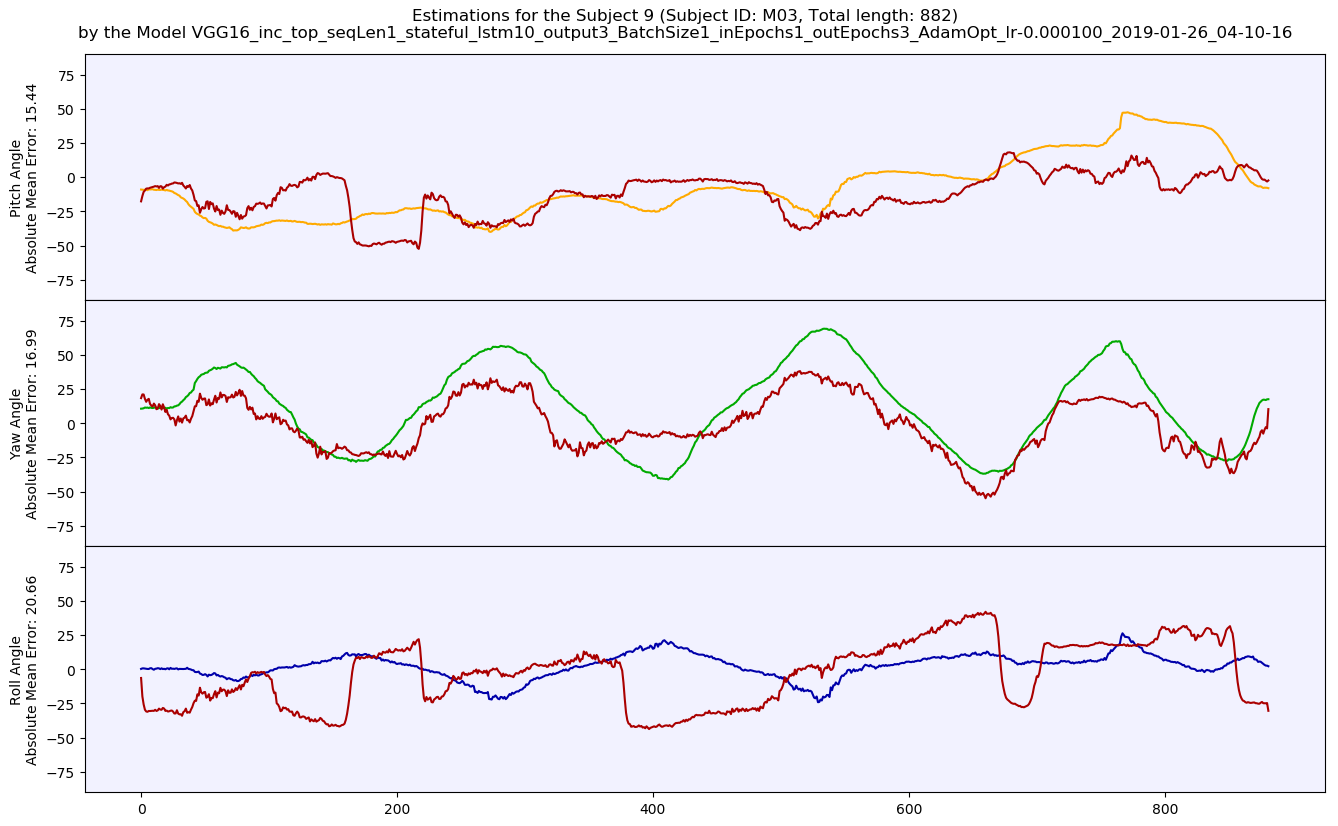 Estimations for the Subject 9 (Subject ID: M03, Total length: 882)
by the Model VGG16_inc_top_seqLen1_stateful_lstm10_output3_BatchSize1_inEpochs1_outEpochs3_AdamOpt_lr-0.000100_2019-01-26_04-10-16
Pitch Angle
Absolute Mean Error: 15.44
75
50
25
0
−25
−50
−75
Yaw Angle
Absolute Mean Error: 16.99
75
50
25
0
−25
−50
−75
Roll Angle
Absolute Mean Error: 20.66
75
50
25
0
−25
−50
−75
0 200 400 600 800